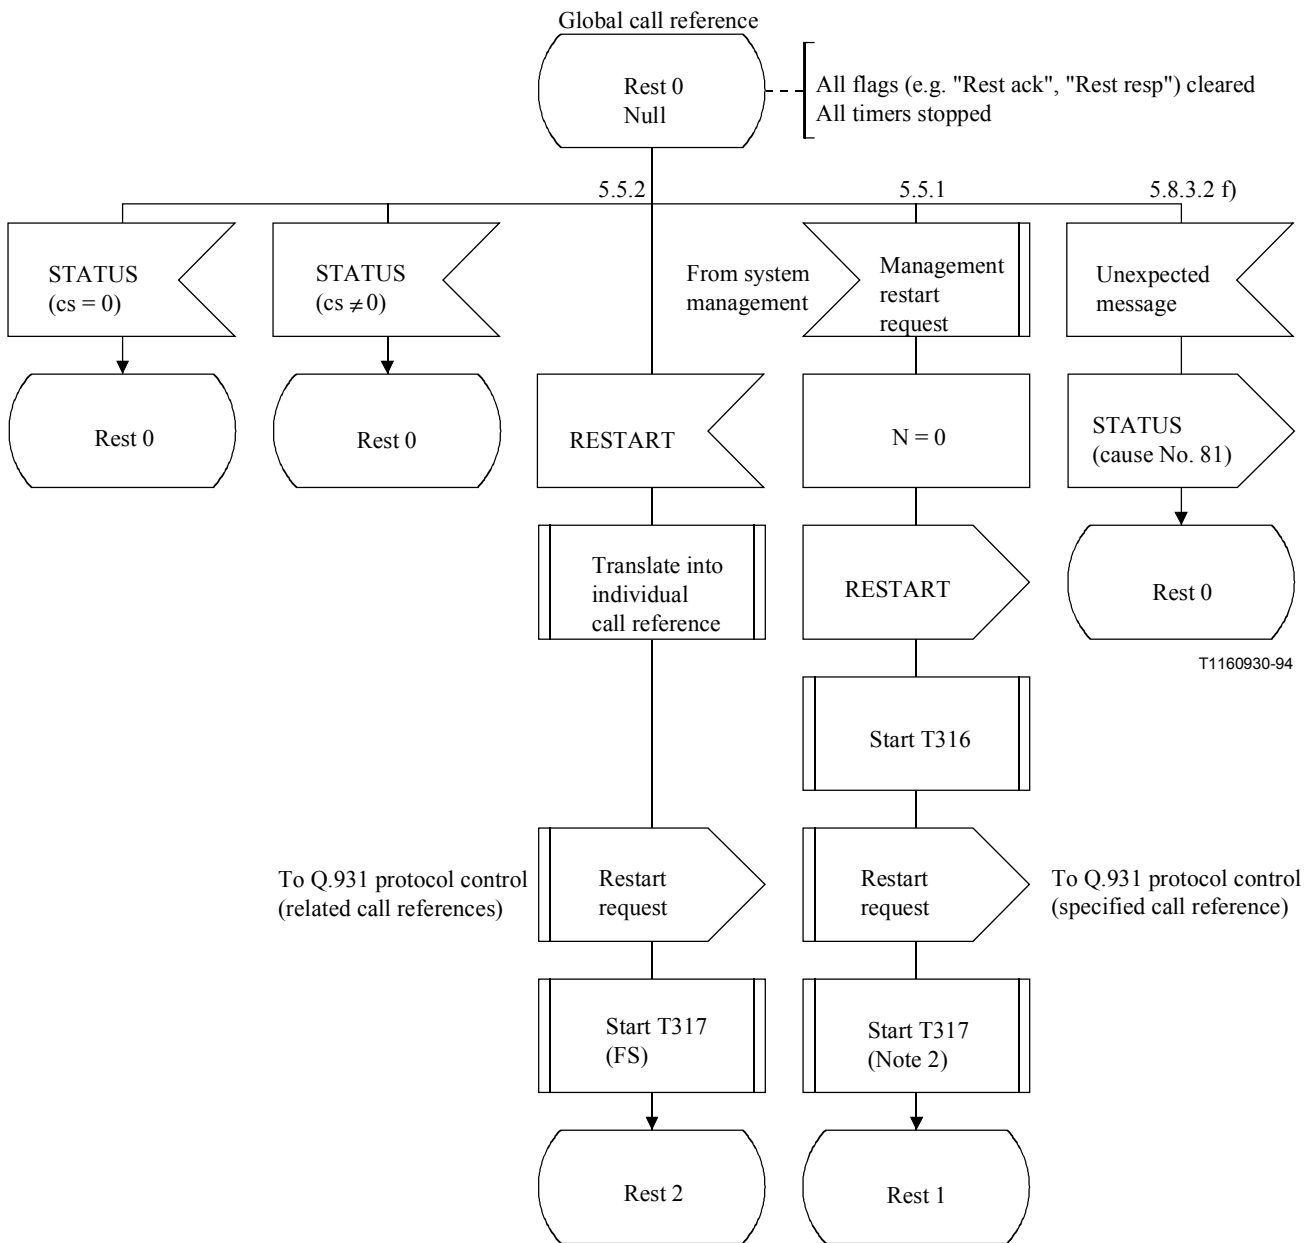 Global call reference
Rest 0
Null
All flags (e.g. "Rest ack", "Rest resp") cleared
All timers stopped
5.5.2
5.5.1
5.8.3.2 f)
STATUS
(cs = 0)
STATUS
(cs ≠ 0)
From system
management
Management
restart
request
Unexpected
message
Rest 0
Rest 0
RESTART
N = 0
STATUS
(cause No. 81)
Translate into
individual
call reference
RESTART
Rest 0
T1160930-94
Start T316
To Q.931 protocol control
(related call references)
Restart
request
Restart
request
To Q.931 protocol control
(specified call reference)
Start T317
(FS)
Start T317
(Note 2)
Rest 2
Rest 1